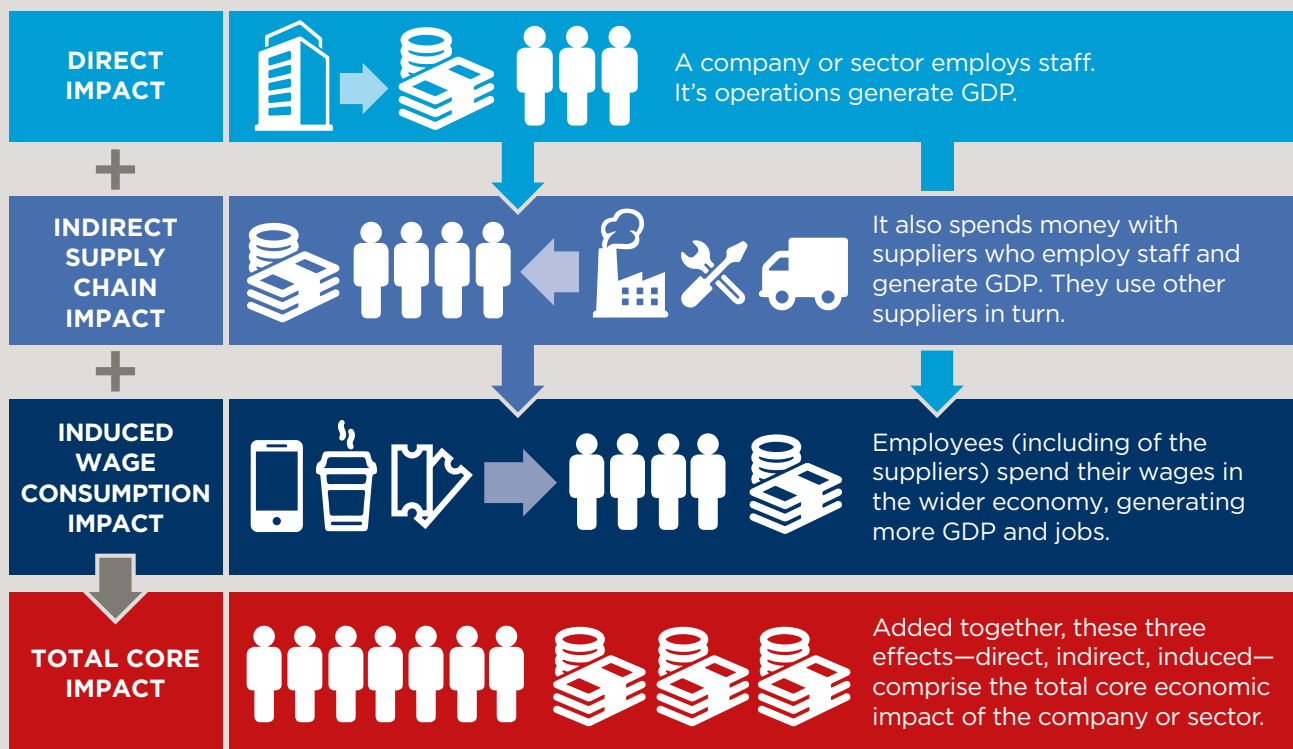 DIRECT
IMPACT
A company or sector employs staff.
It's operations generate GDP.
+
INDIRECT
SUPPLY
CHAIN
IMPACT
It also spends money with
suppliers who employ staff and
generate GDP. They use other
suppliers in turn.
+
INDUCED
WAGE
CONSUMPTION
IMPACT
Employees (including of the
suppliers) spend their wages in
the wider economy, generating
more GDP and jobs.
TOTAL CORE
IMPACT
Added together, these three
effects—direct, indirect, induced—
comprise the total core economic
impact of the company or sector.